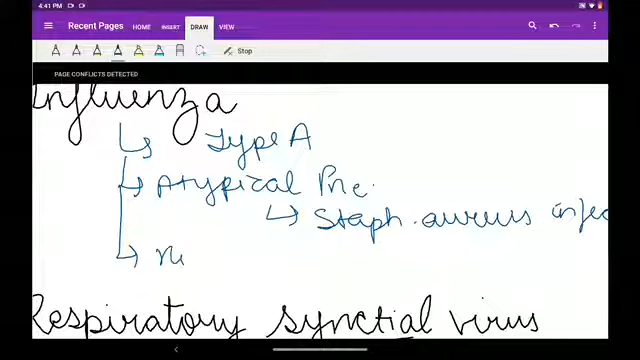 4:41 PM
Recent Pages HOME INSERT DRAW VIEW
Stop
PAGE CONFLICTS DETECTED
Influenza
Type A
Atypical Pne.
Staph. aureus infec
Respiratory synctial virus